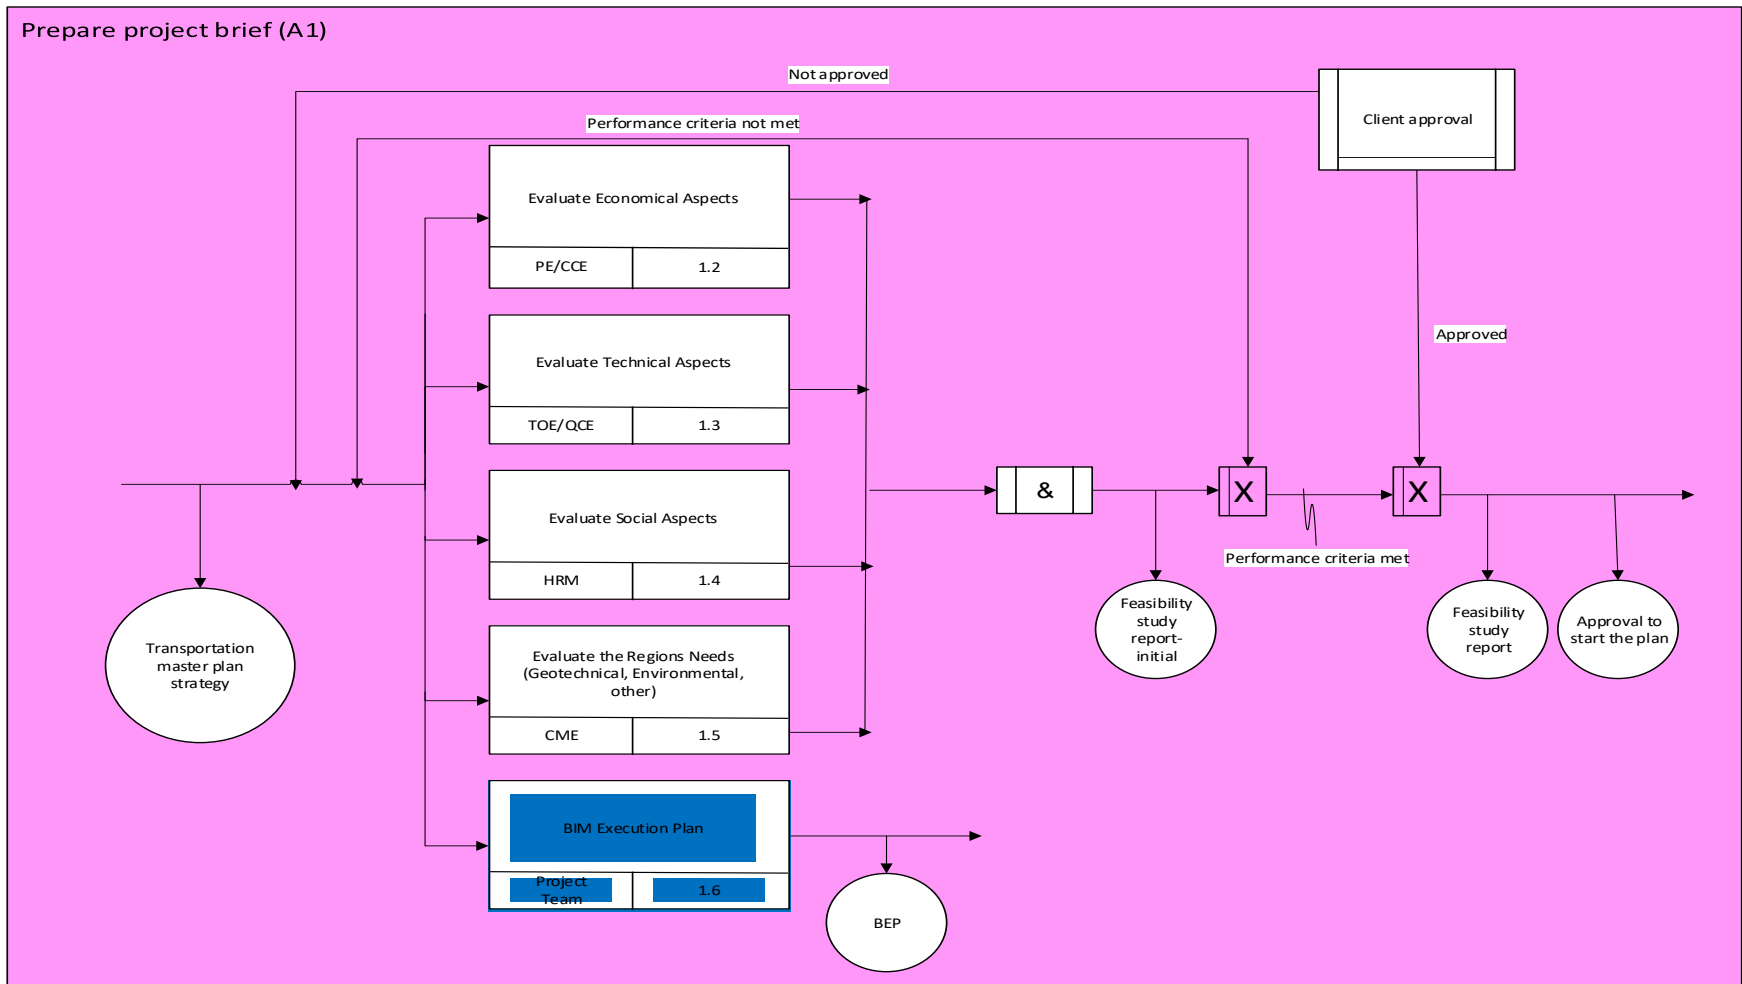 Prepare project brief (A1)
Not approved
Client approval
Performance criteria not met
Evaluate Economical Aspects
PE/CCE
1.2
Approved
Evaluate Technical Aspects
TOE/QCE
1.3
&
X
X
Evaluate Social Aspects
HRM
1.4
Performance criteria met
Transportation
master plan
strategy
Feasibility
study
report-
initial
Feasibility
study
report
Approval to
start the plan
Evaluate the Regions Needs
(Geotechnical, Environmental,
other)
CME
1.5
BIM Execution Plan
Project
Team
1.6
BEP